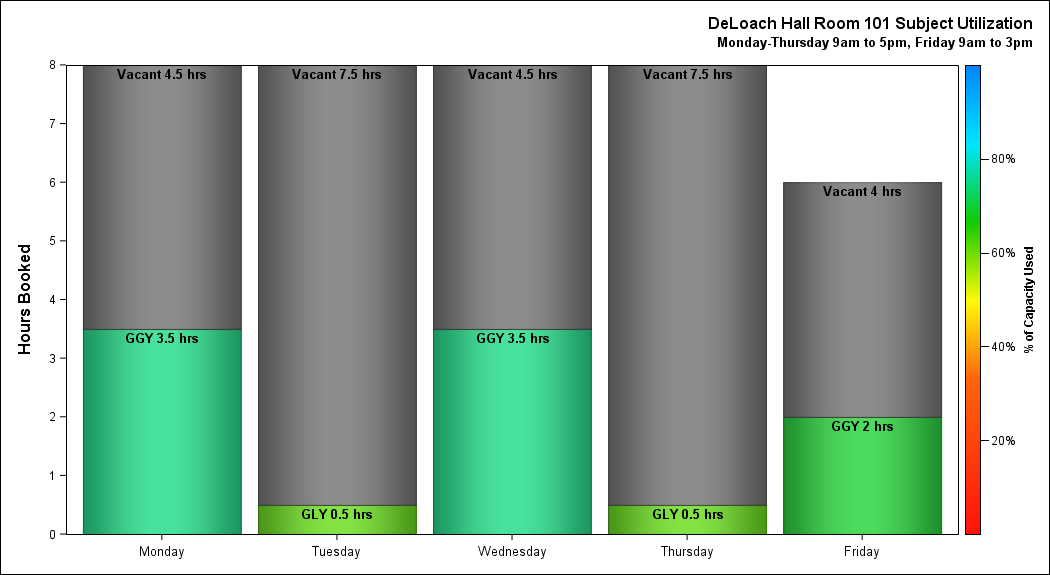 DeLoach Hall Room 101 Subject Utilization
Monday-Thursday 9am to 5pm, Friday 9am to 3pm
Hours Booked
8
7
6
5
4
3
2
1
0
Vacant 4.5 hrs
Vacant 7.5 hrs
Vacant 4.5 hrs
Vacant 7.5 hrs
Vacant 4 hrs
GGY 3.5 hrs
GLY 0.5 hrs
GGY 3.5 hrs
GLY 0.5 hrs
GGY 2 hrs
Monday
Tuesday
Wednesday
Thursday
Friday
80%
60%
40%
20%
% of Capacity Used